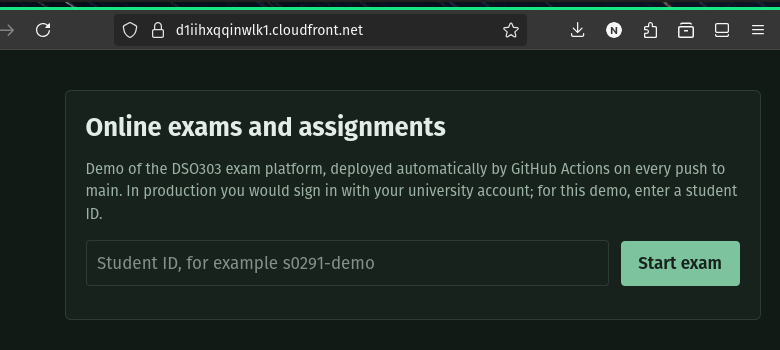 d1iihxqqinwlk1.cloudfront.net
N
Online exams and assignments
Demo of the DSO303 exam platform, deployed automatically by GitHub Actions on every push to
main. In production you would sign in with your university account; for this demo, enter a student
ID.
Student ID, for example s0291-demo
Start exam